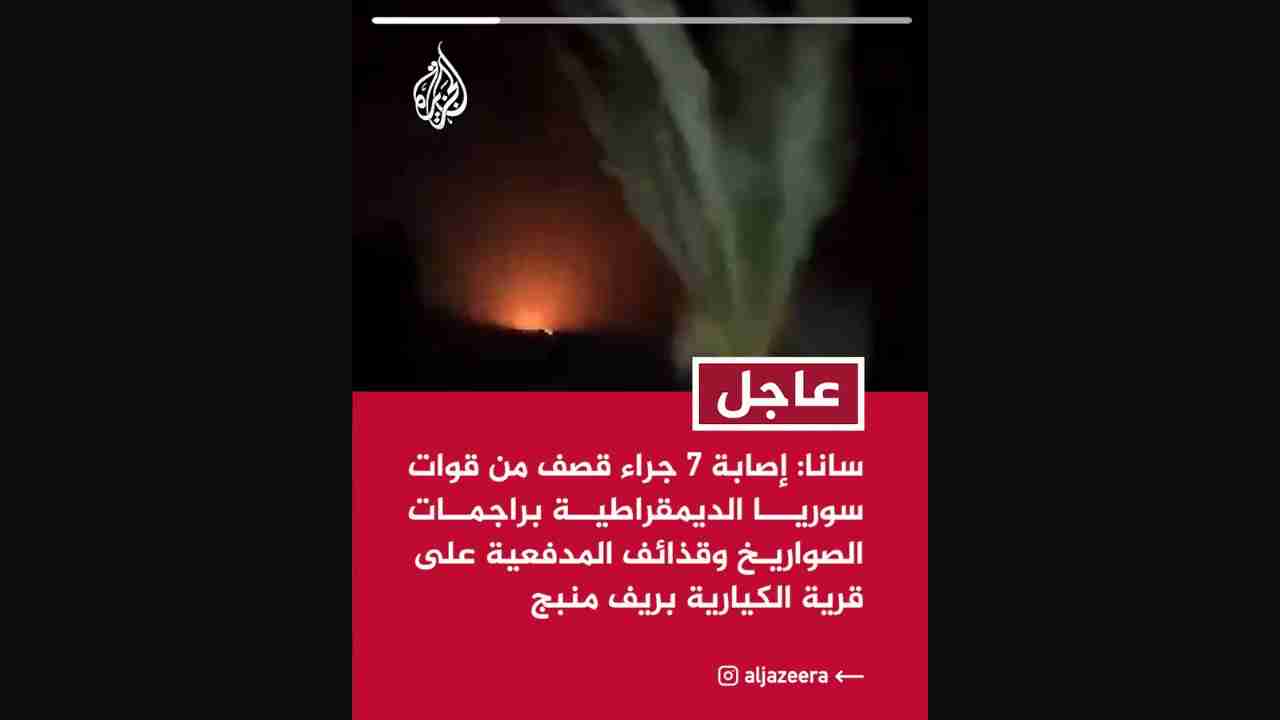 الجزيرة
عاجل
سانا: إصابة 7 جراء قصف من قوات
سوريا الديمقراطية براجمات
الصواريخ وقذائف المدفعية على
قرية الكيارية بريف منبج
aljazeera